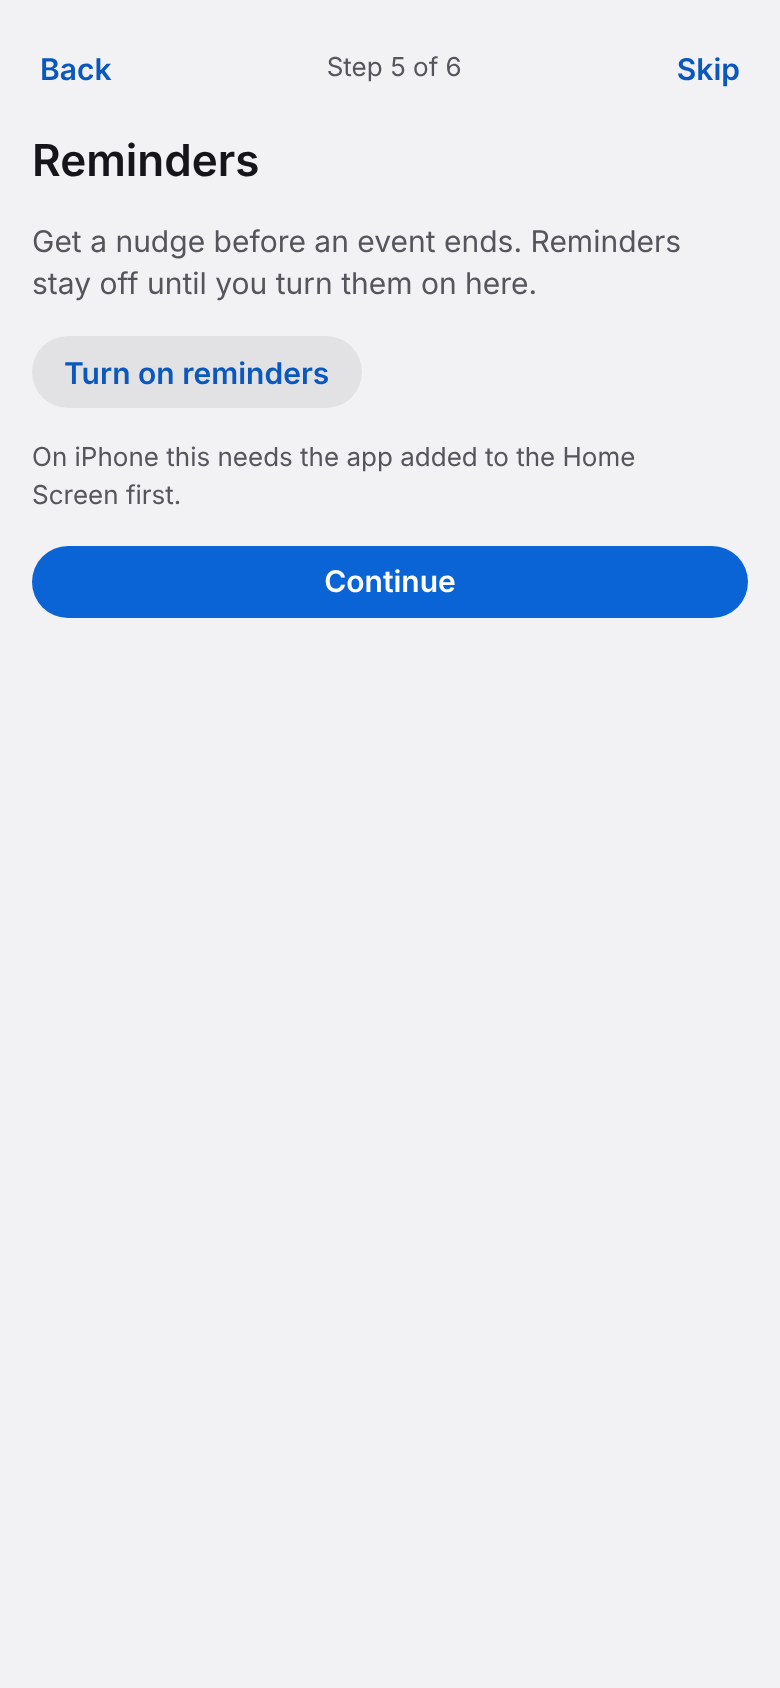 Back
Step 5 of 6
Skip
Reminders
Get a nudge before an event ends. Reminders
stay off until you turn them on here.
Turn on reminders
On iPhone this needs the app added to the Home
Screen first.
Continue